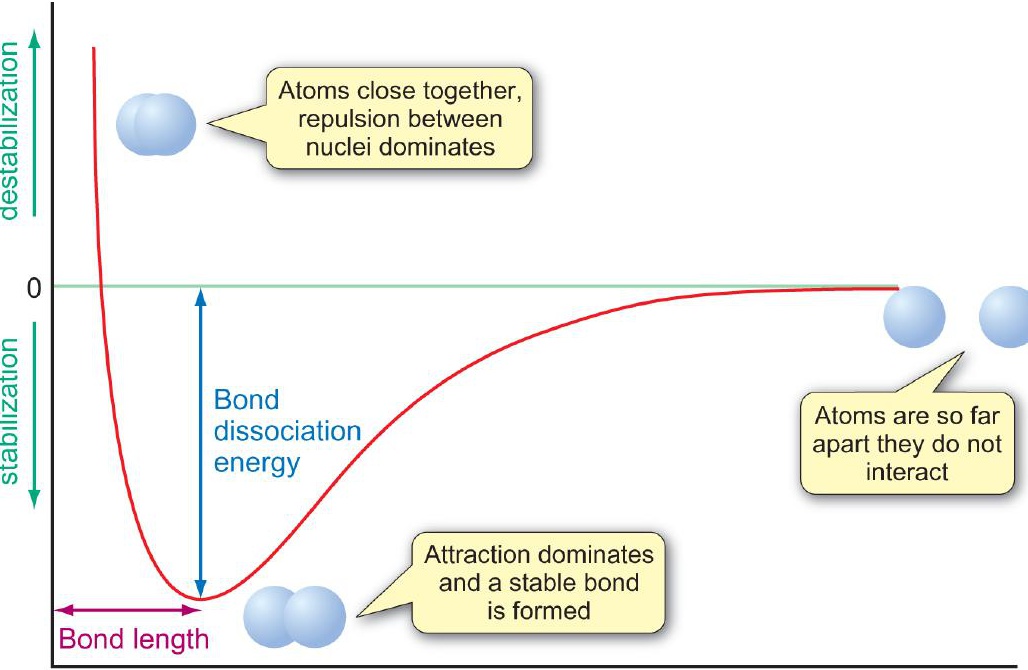 destabilization
Atoms close together,
repulsion between
nuclei dominates
0
stabilization
Bond
dissociation
energy
Atoms are so far
apart they do not
interact
Attraction dominates
and a stable bond
is formed
Bond length